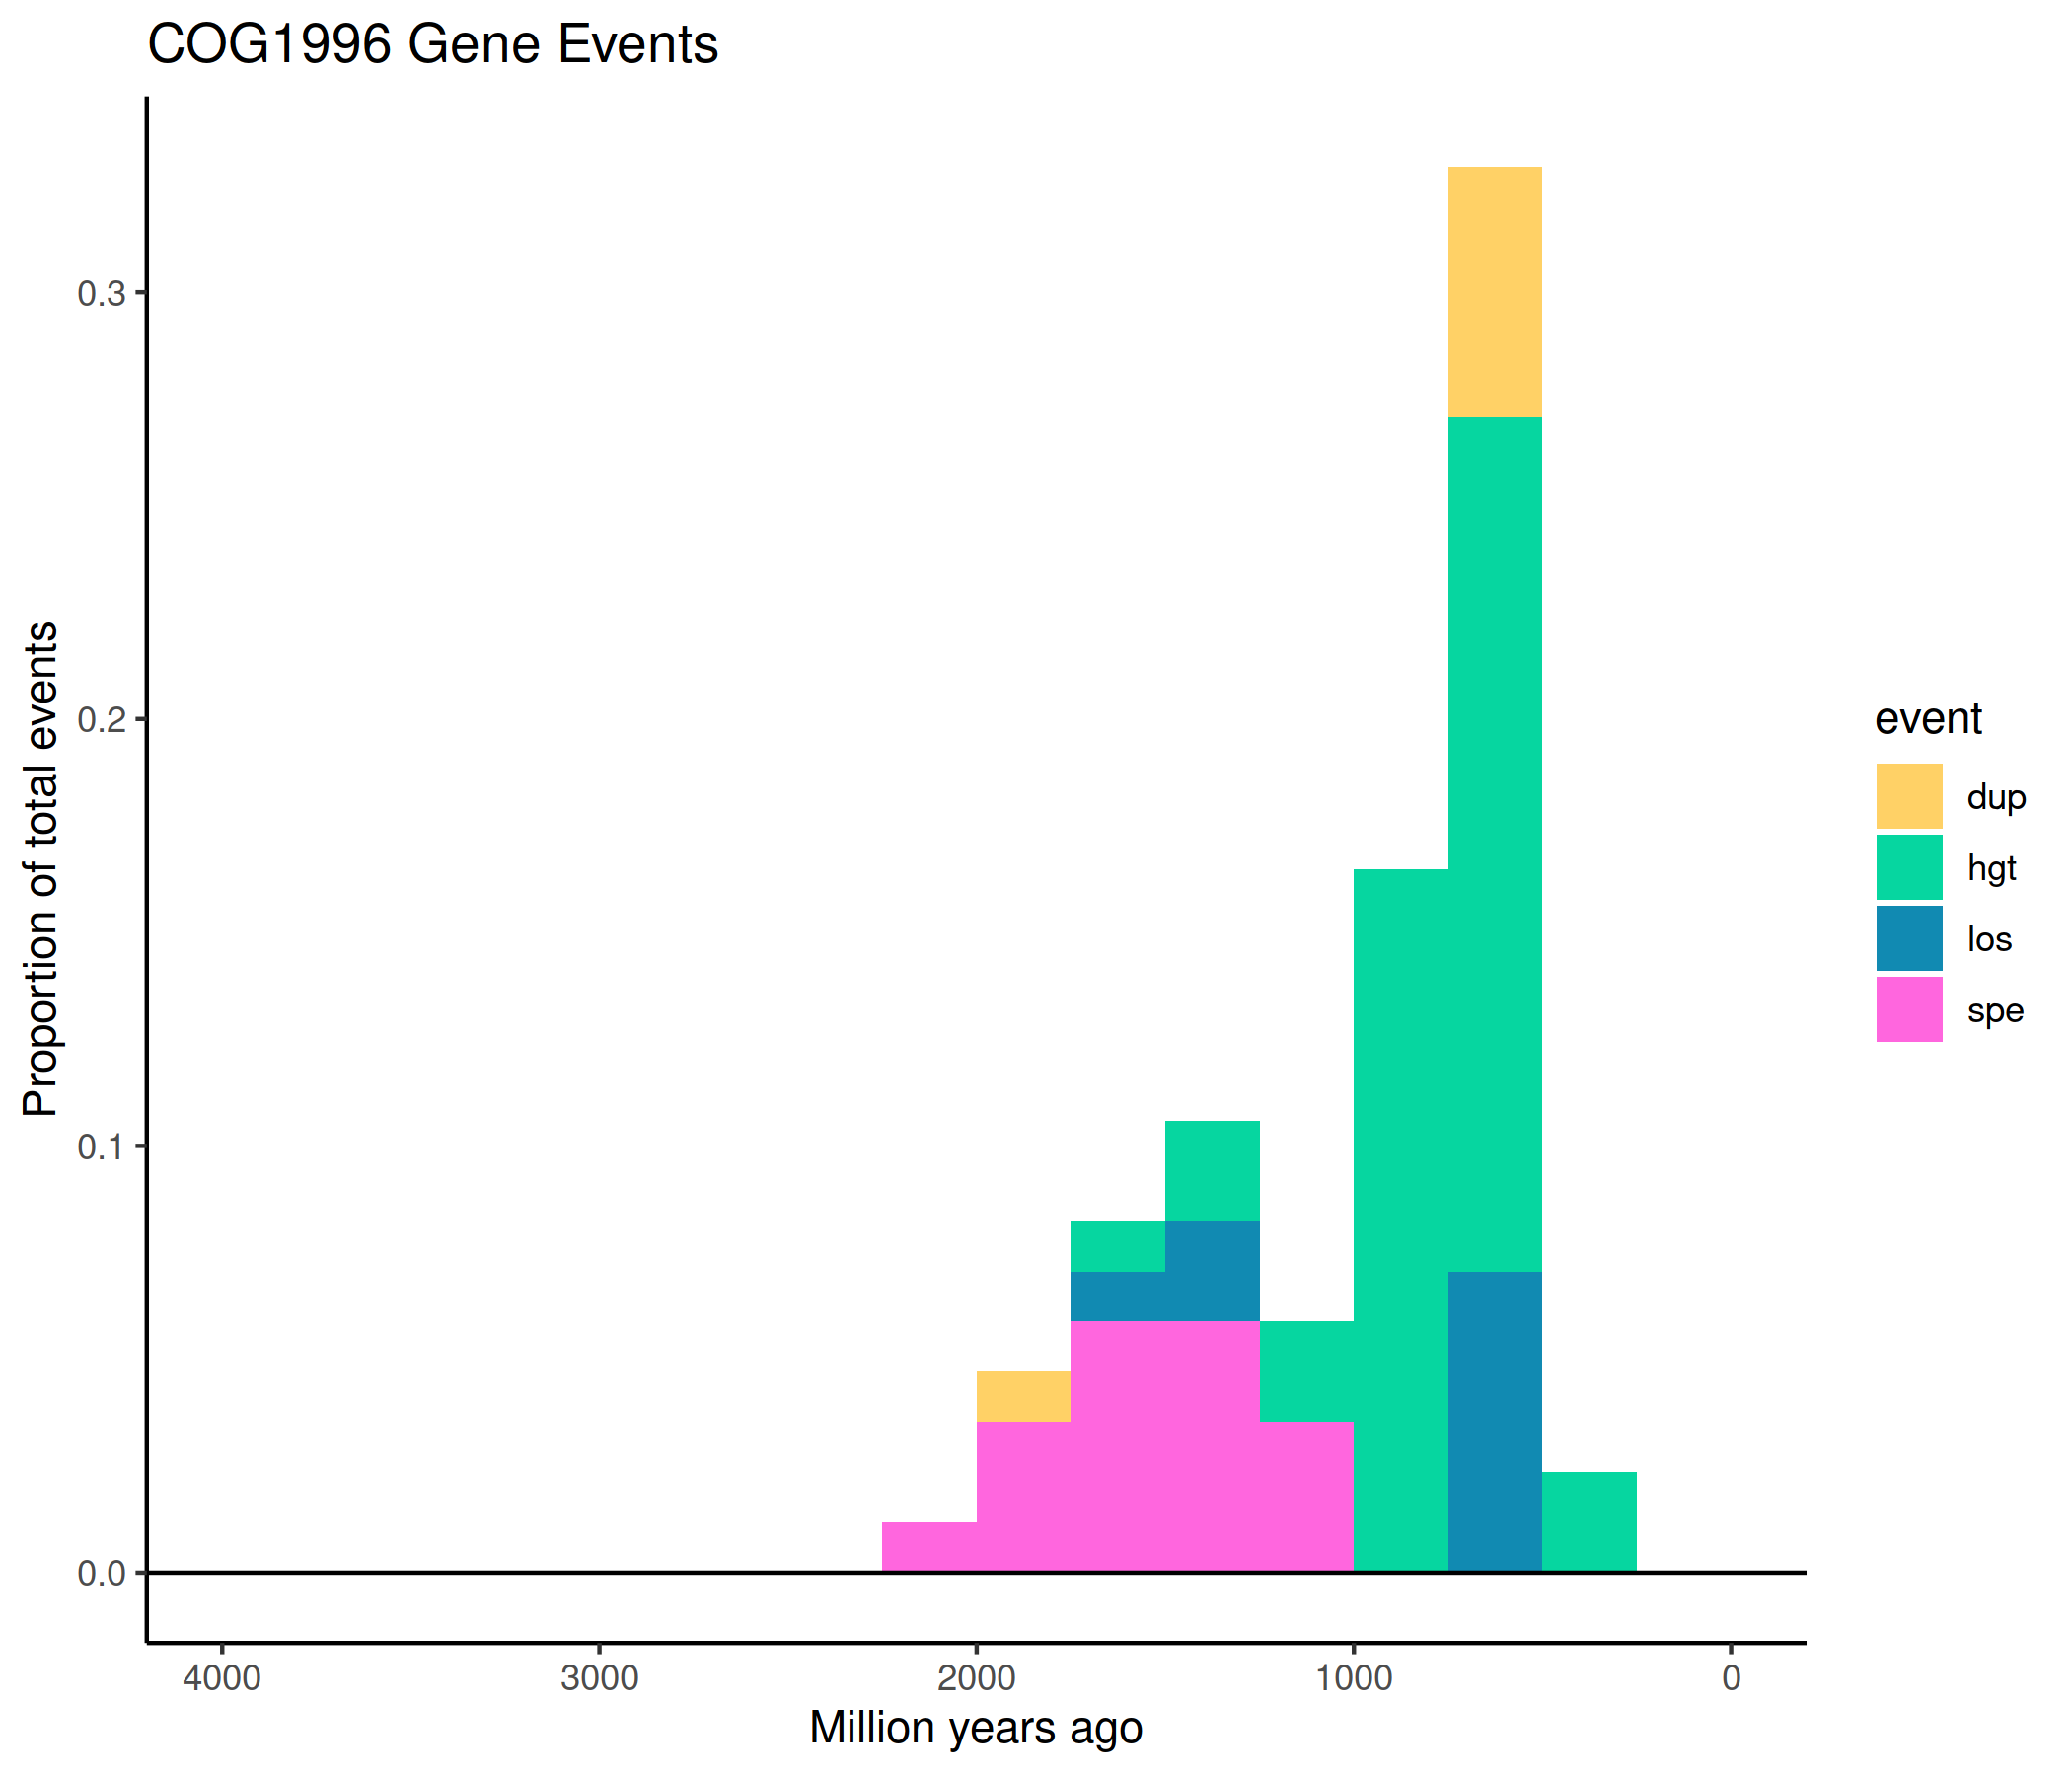 COG1996 Gene Events
Proportion of total events
0.3
0.2
0.1
0.0
4000 3000 2000 1000 0
Million years ago
event
dup
hgt
los
spe